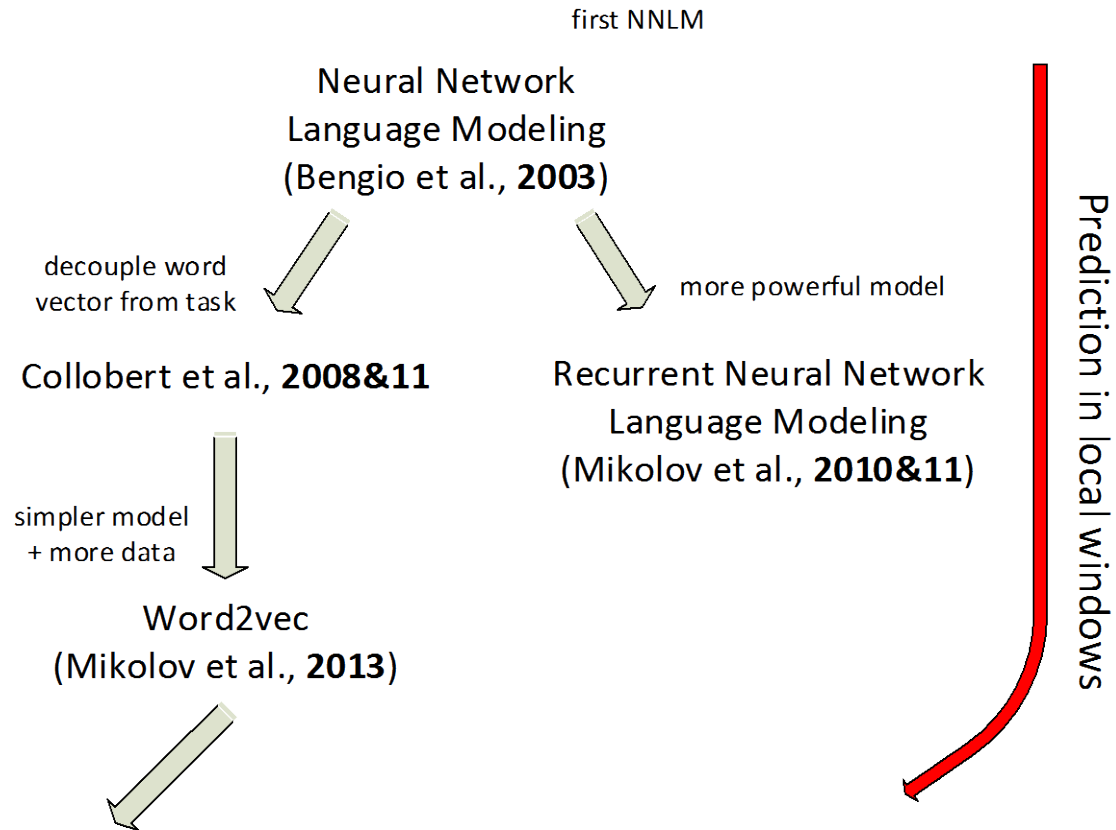 first NNLM
Neural Network
Language Modeling
(Bengio et al., 2003)
decouple word
vector from task
more powerful model
Collobert et al., 2008&11
Recurrent Neural Network
Language Modeling
(Mikolov et al., 2010&11)
simpler model
+ more data
Word2vec
(Mikolov et al., 2013)
Prediction in local windows